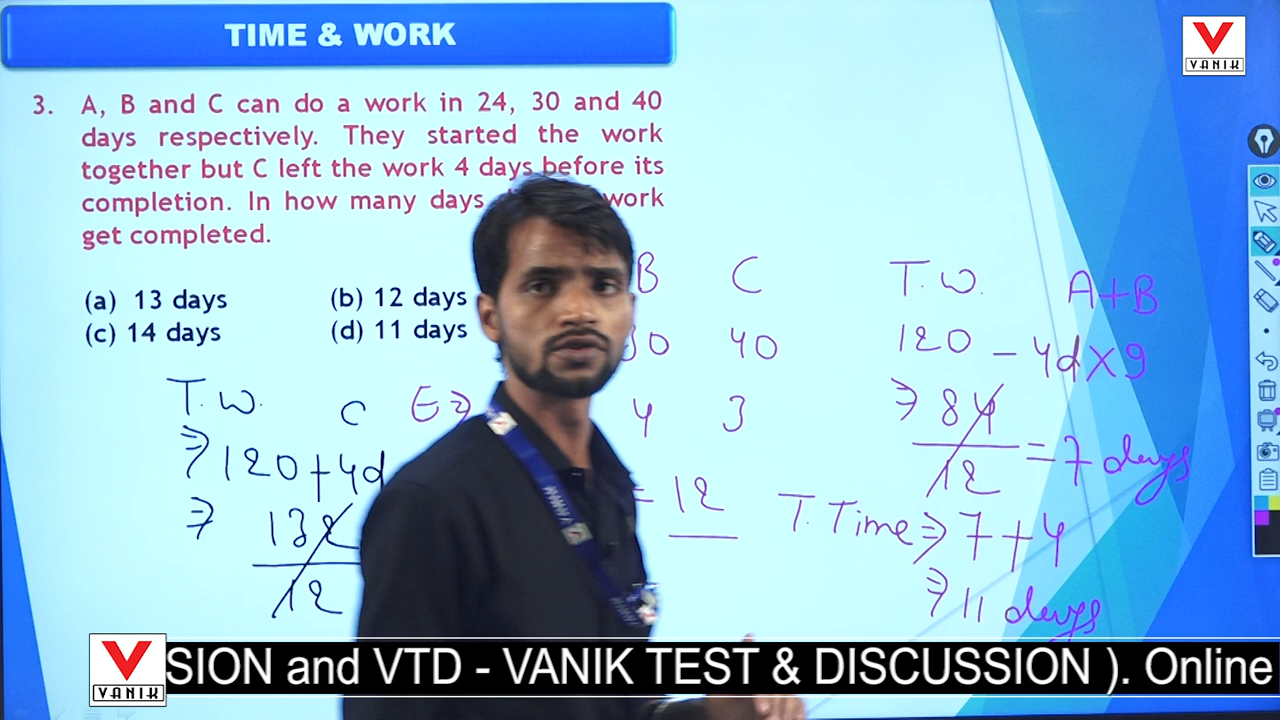 TIME & WORK
VANIK
3. A, B and C can do a work in 24, 30 and 40
days respectively. They started the work
together but C left the work 4 days before its
completion. In how many days work
get completed.
(a) 13 days
(b) 12 days
(c) 14 days
(d) 11 days
B C
30 40
4 3
= 12
T.W. A+B
120 - 4d×9
⇒ 84
12
= 7 days
T. Time ⇒ 7+4
⇒ 11 days
T.W. C
⇒ 120+4d
⇒ 132
12
E ⇒
VANIK
SION and VTD - VANIK TEST & DISCUSSION ). Online